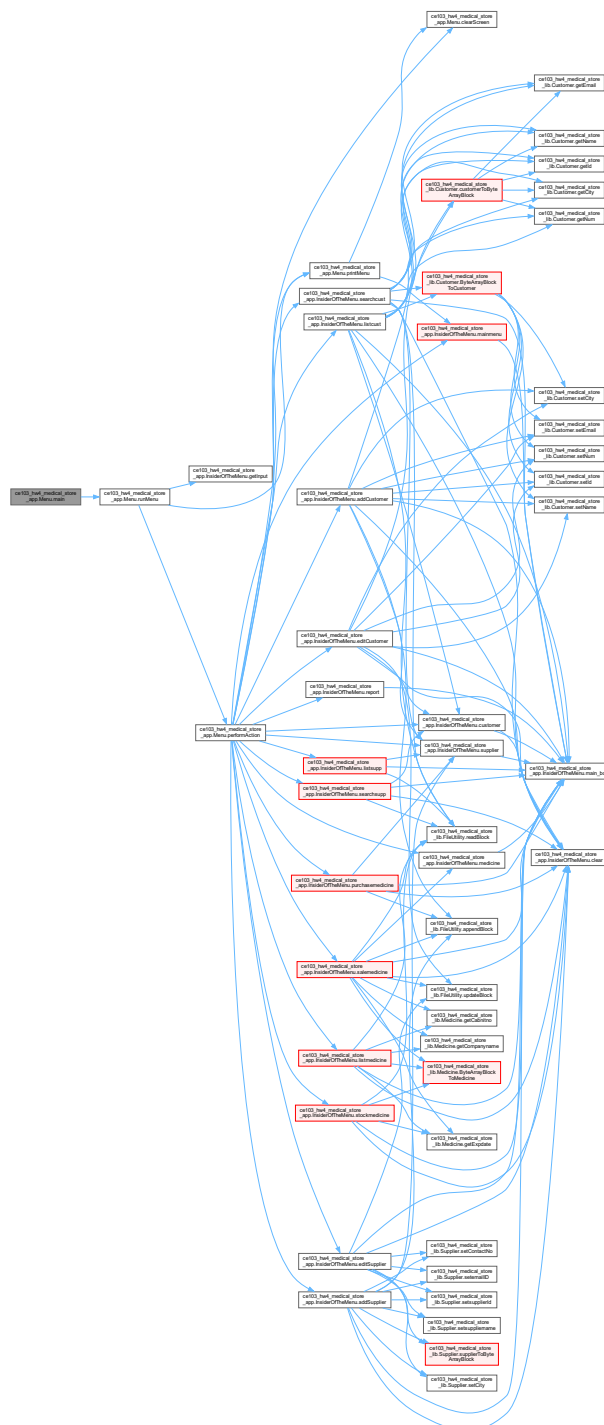 ce103_hw4_medical_store
_app.Menu.clearScreen
ce103_hw4_medical_store
_lib.Customer.getEmail
ce103_hw4_medical_store
_lib.Customer.getName
ce103_hw4_medical_store
_lib.Customer.getId
ce103_hw4_medical_store
_lib.Customer.customerToByte
ArrayBlock
ce103_hw4_medical_store
_lib.Customer.getCity
ce103_hw4_medical_store
_lib.Customer.getNum
ce103_hw4_medical_store
_app.Menu.printMenu
ce103_hw4_medical_store
_lib.Customer.ByteArrayBlock
ToCustomer
ce103_hw4_medical_store
_app.InsiderOfTheMenu.searchcust
ce103_hw4_medical_store
_app.InsiderOfTheMenu.listcust
ce103_hw4_medical_store
_app.InsiderOfTheMenu.mainmenu
ce103_hw4_medical_store
_lib.Customer.setCity
ce103_hw4_medical_store
_lib.Customer.setEmail
ce103_hw4_medical_store
_lib.Customer.setNum
ce103_hw4_medical_store
_app.InsiderOfTheMenu.getInput
ce103_hw4_medical_store
_lib.Customer.setId
ce103_hw4_medical_store
_app.Menu.main
ce103_hw4_medical_store
_app.Menu.runMenu
ce103_hw4_medical_store
_app.InsiderOfTheMenu.addCustomer
ce103_hw4_medical_store
_lib.Customer.setName
ce103_hw4_medical_store
_app.InsiderOfTheMenu.editCustomer
ce103_hw4_medical_store
_app.InsiderOfTheMenu.report
ce103_hw4_medical_store
_app.InsiderOfTheMenu.customer
ce103_hw4_medical_store
_app.Menu.performAction
ce103_hw4_medical_store
_app.InsiderOfTheMenu.supplier
ce103_hw4_medical_store
_app.InsiderOfTheMenu.listsupp
ce103_hw4_medical_store
_app.InsiderOfTheMenu.main_bo
ce103_hw4_medical_store
_app.InsiderOfTheMenu.searchsupp
ce103_hw4_medical_store
_lib.FileUtility.readBlock
ce103_hw4_medical_store
_app.InsiderOfTheMenu.medicine
ce103_hw4_medical_store
_app.InsiderOfTheMenu.clear
ce103_hw4_medical_store
_app.InsiderOfTheMenu.purchasemedicine
ce103_hw4_medical_store
_lib.FileUtility.appendBlock
ce103_hw4_medical_store
_app.InsiderOfTheMenu.salemedicine
ce103_hw4_medical_store
_lib.FileUtility.updateBlock
ce103_hw4_medical_store
_lib.Medicine.getCabinIno
ce103_hw4_medical_store
_lib.Medicine.getCompanyname
ce103_hw4_medical_store
_app.InsiderOfTheMenu.listmedicine
ce103_hw4_medical_store
_lib.Medicine.ByteArrayBlock
ToMedicine
ce103_hw4_medical_store
_app.InsiderOfTheMenu.stockmedicine
ce103_hw4_medical_store
_lib.Medicine.getExpdate
ce103_hw4_medical_store
_lib.Supplier.setContactNo
ce103_hw4_medical_store
_app.InsiderOfTheMenu.editSupplier
ce103_hw4_medical_store
_lib.Supplier.setemailID
ce103_hw4_medical_store
_app.InsiderOfTheMenu.addSupplier
ce103_hw4_medical_store
_lib.Supplier.setsupplierId
ce103_hw4_medical_store
_lib.Supplier.setsuppliername
ce103_hw4_medical_store
_lib.Supplier.supplierToByte
ArrayBlock
ce103_hw4_medical_store
_lib.Supplier.setCity